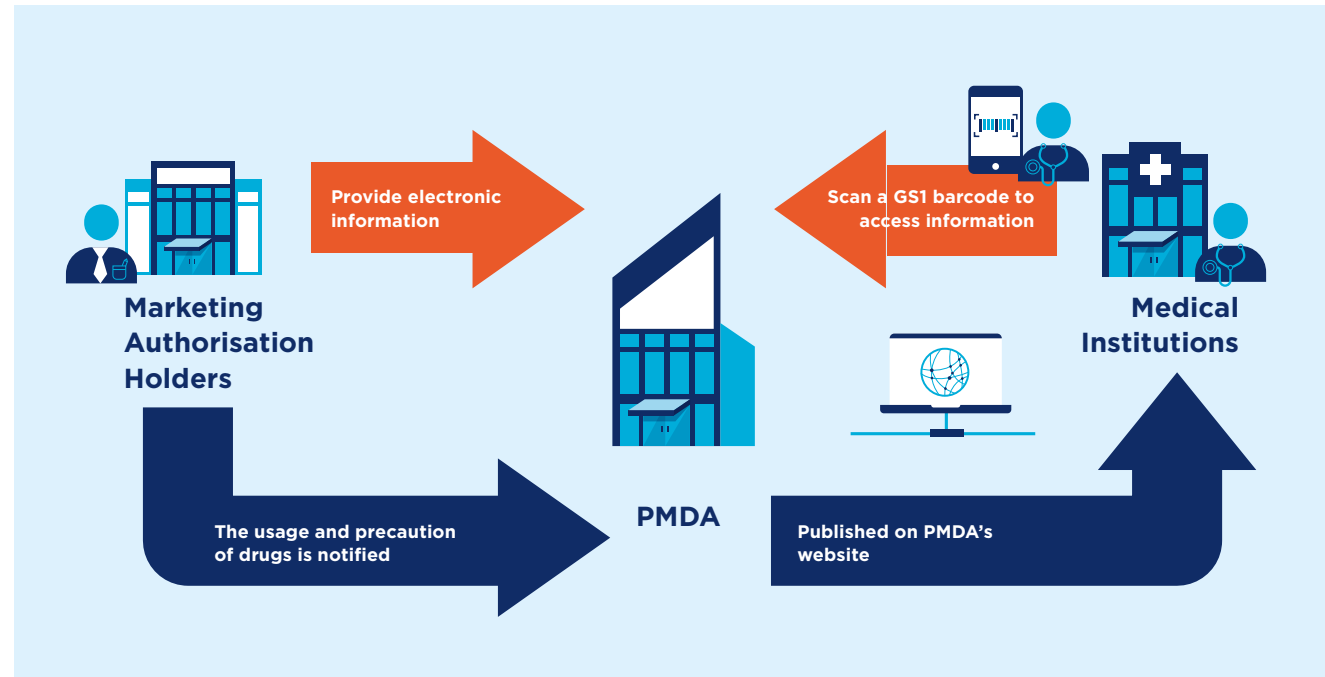 Provide electronic
information
Scan a GS1 barcode to
access information
Marketing
Authorisation
Holders
Medical
Institutions
PMDA
The usage and precaution
of drugs is notified
Published on PMDA's
website